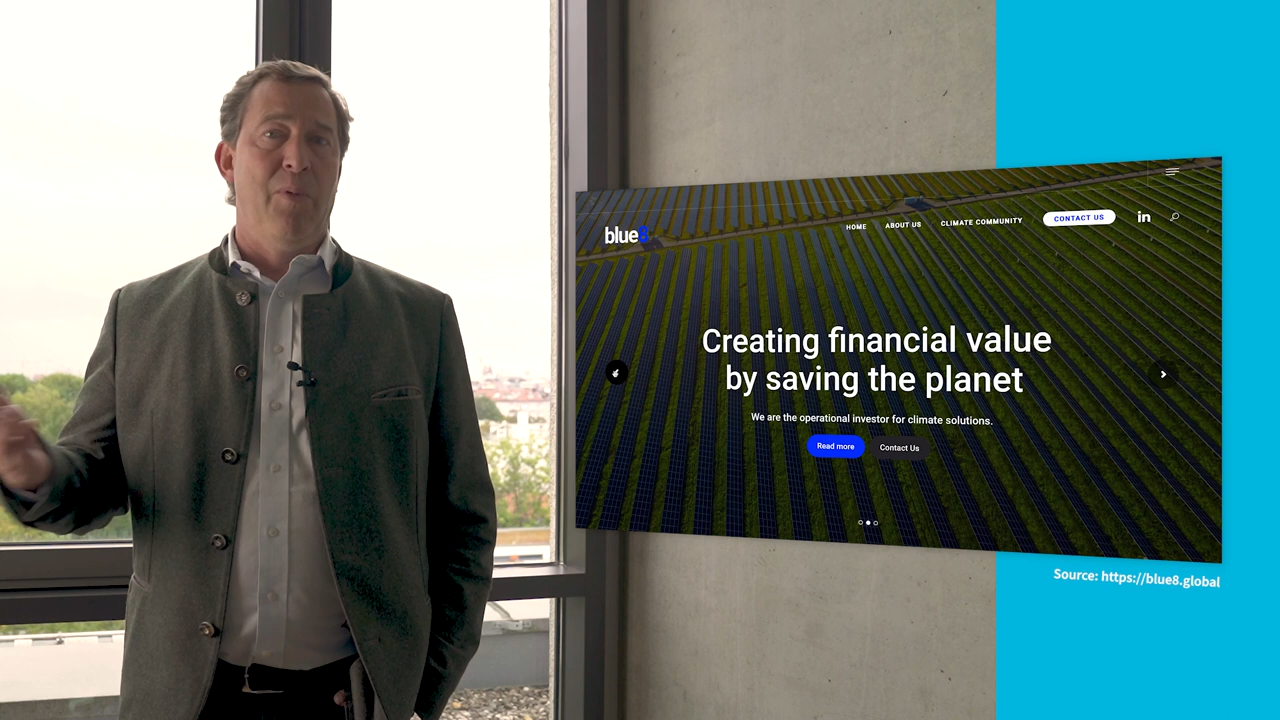 blue8
HOME ABOUT US CLIMATE COMMUNITY CONTACT US in
Creating financial value
by saving the planet
We are the operational investor for climate solutions.
Read more Contact Us
Source: https://blue8.global